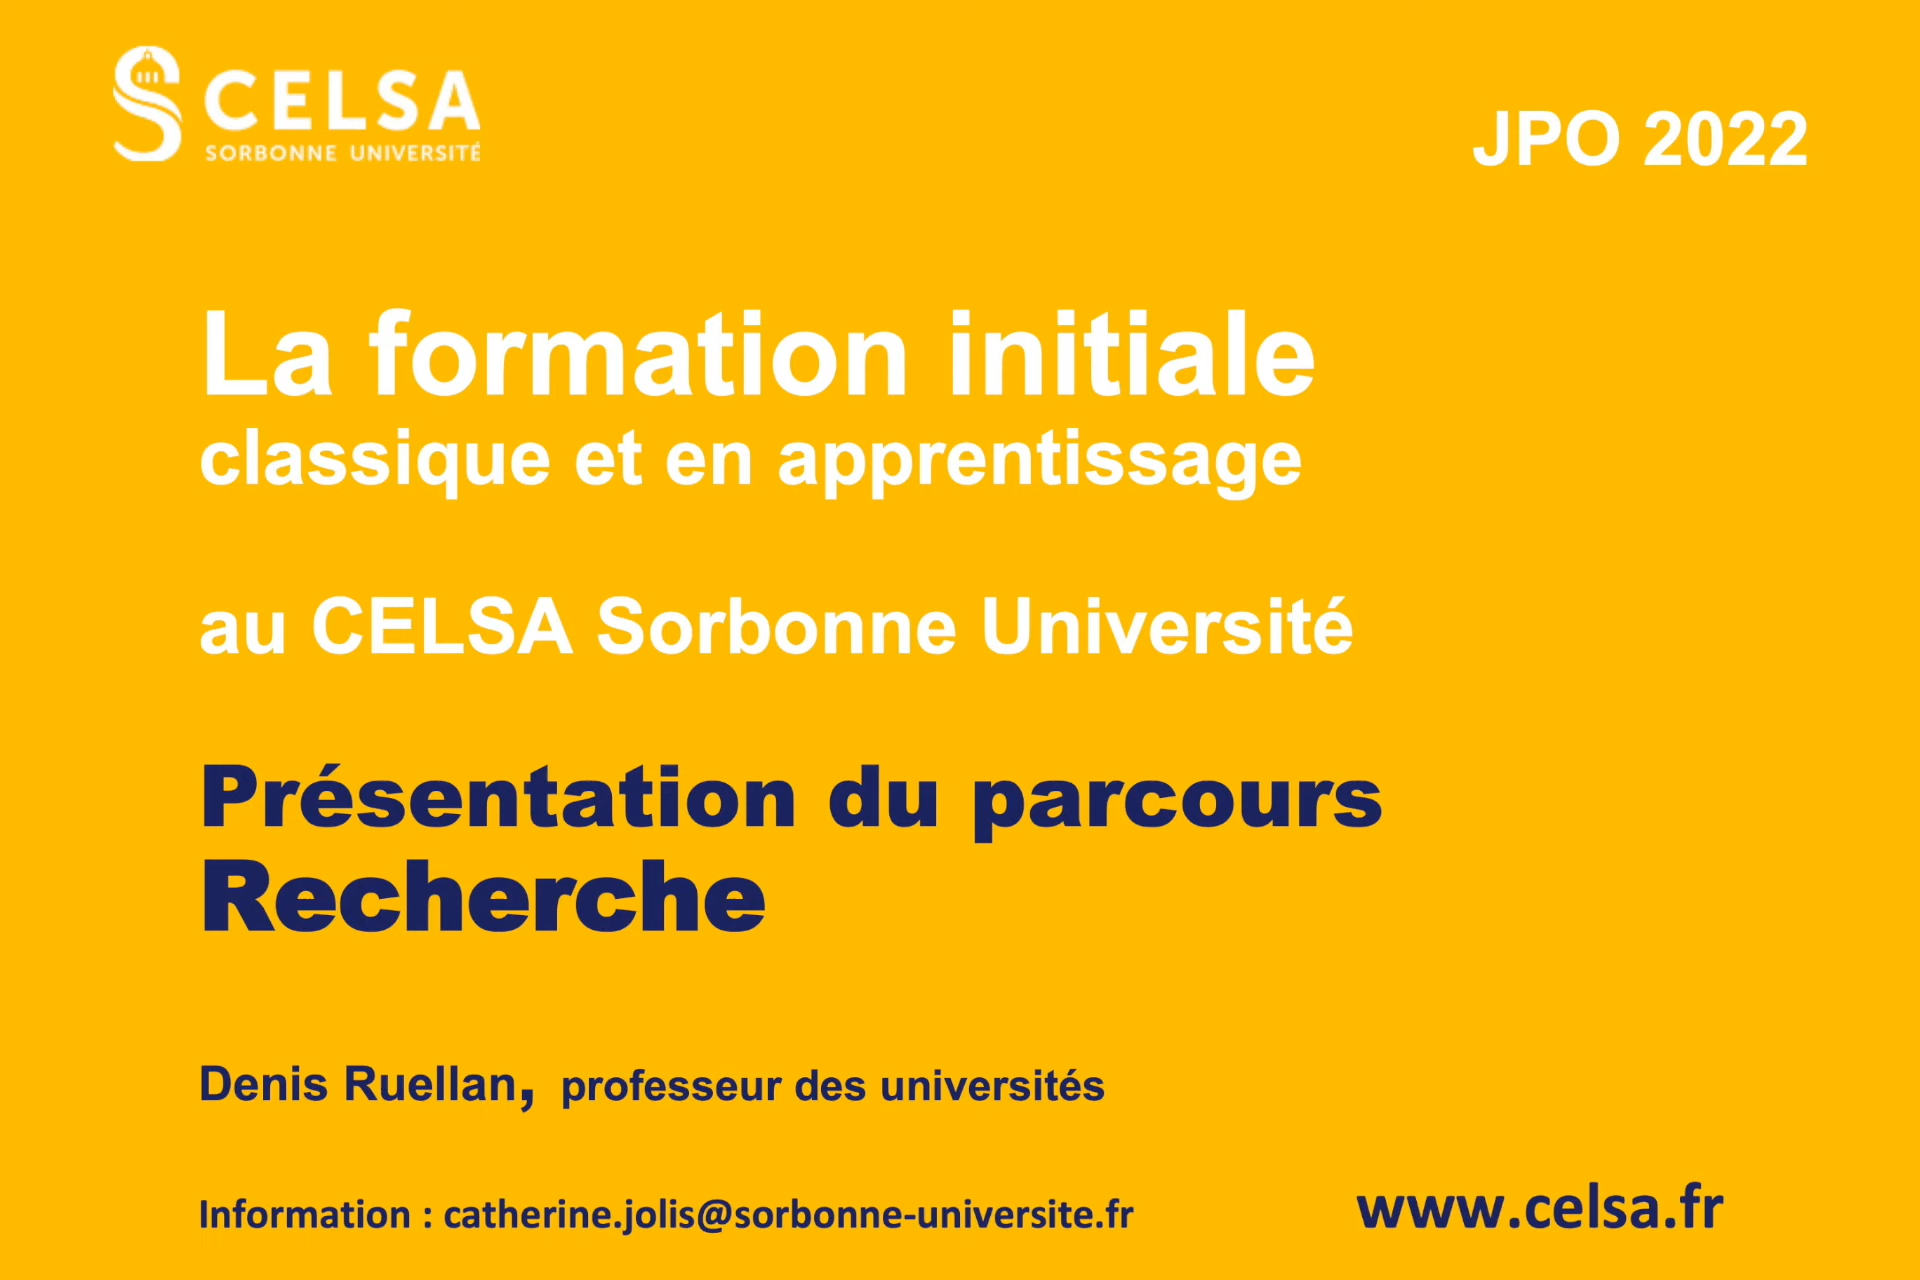 CELSA
SORBONNE UNIVERSITÉ
JPO 2022
La formation initiale
classique et en apprentissage
au CELSA Sorbonne Université
Présentation du parcours
Recherche
Denis Ruellan, professeur des universités
Information : catherine.jolis@sorbonne-universite.fr
www.celsa.fr